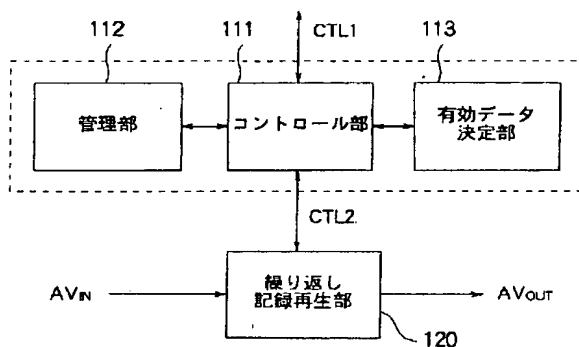 112
111
CTL1
113
管理部
コントロール部
有効データ
決定部
CTL2
AVIN
繰り返し
記録再生部
AVOUT
120